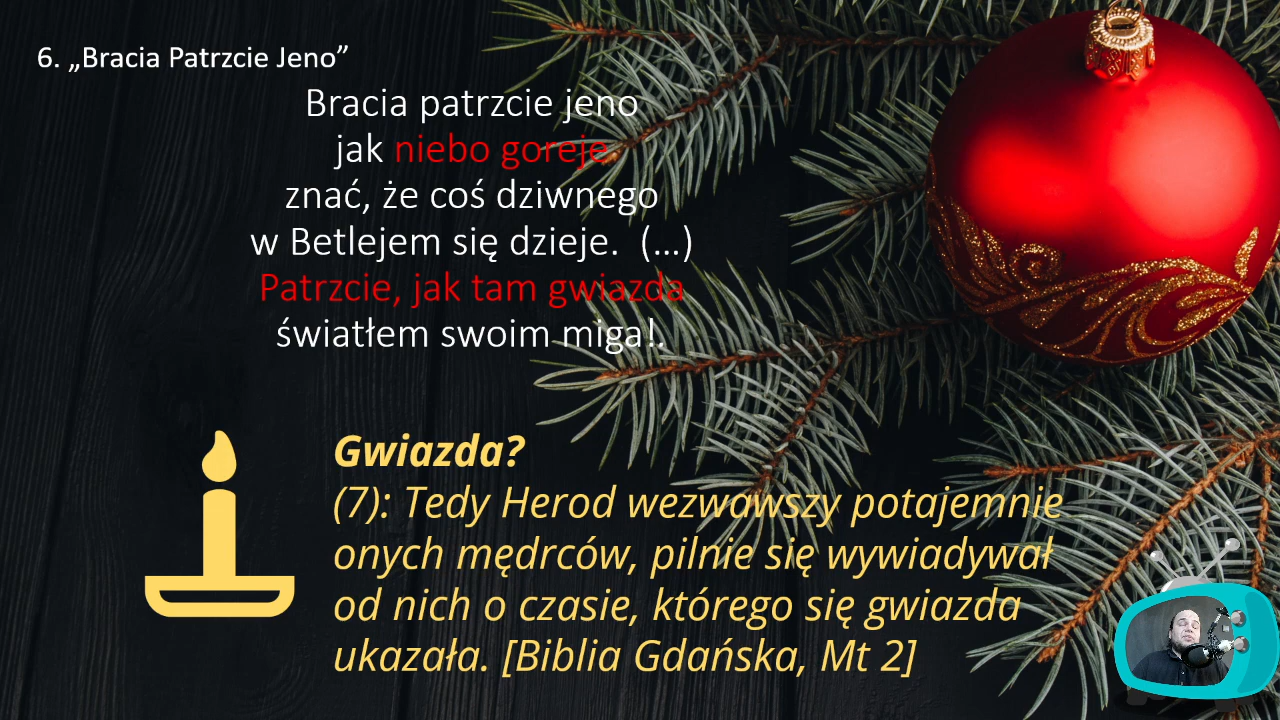 6. „Bracia Patrzcie Jeno”
Bracia patrzcie jeno
jak niebo goreje
znać, że coś dziwnego
w Betlejem się dzieje. (...)
Patrzcie, jak tam gwiazda
światłem swoim miga!.
Gwiazda?
(7): Tedy Herod wezwawszy potajemnie
onych mędrców, pilnie się wywiadywał
od nich o czasie, którego się gwiazda
ukazała. [Biblia Gdańska, Mt 2]